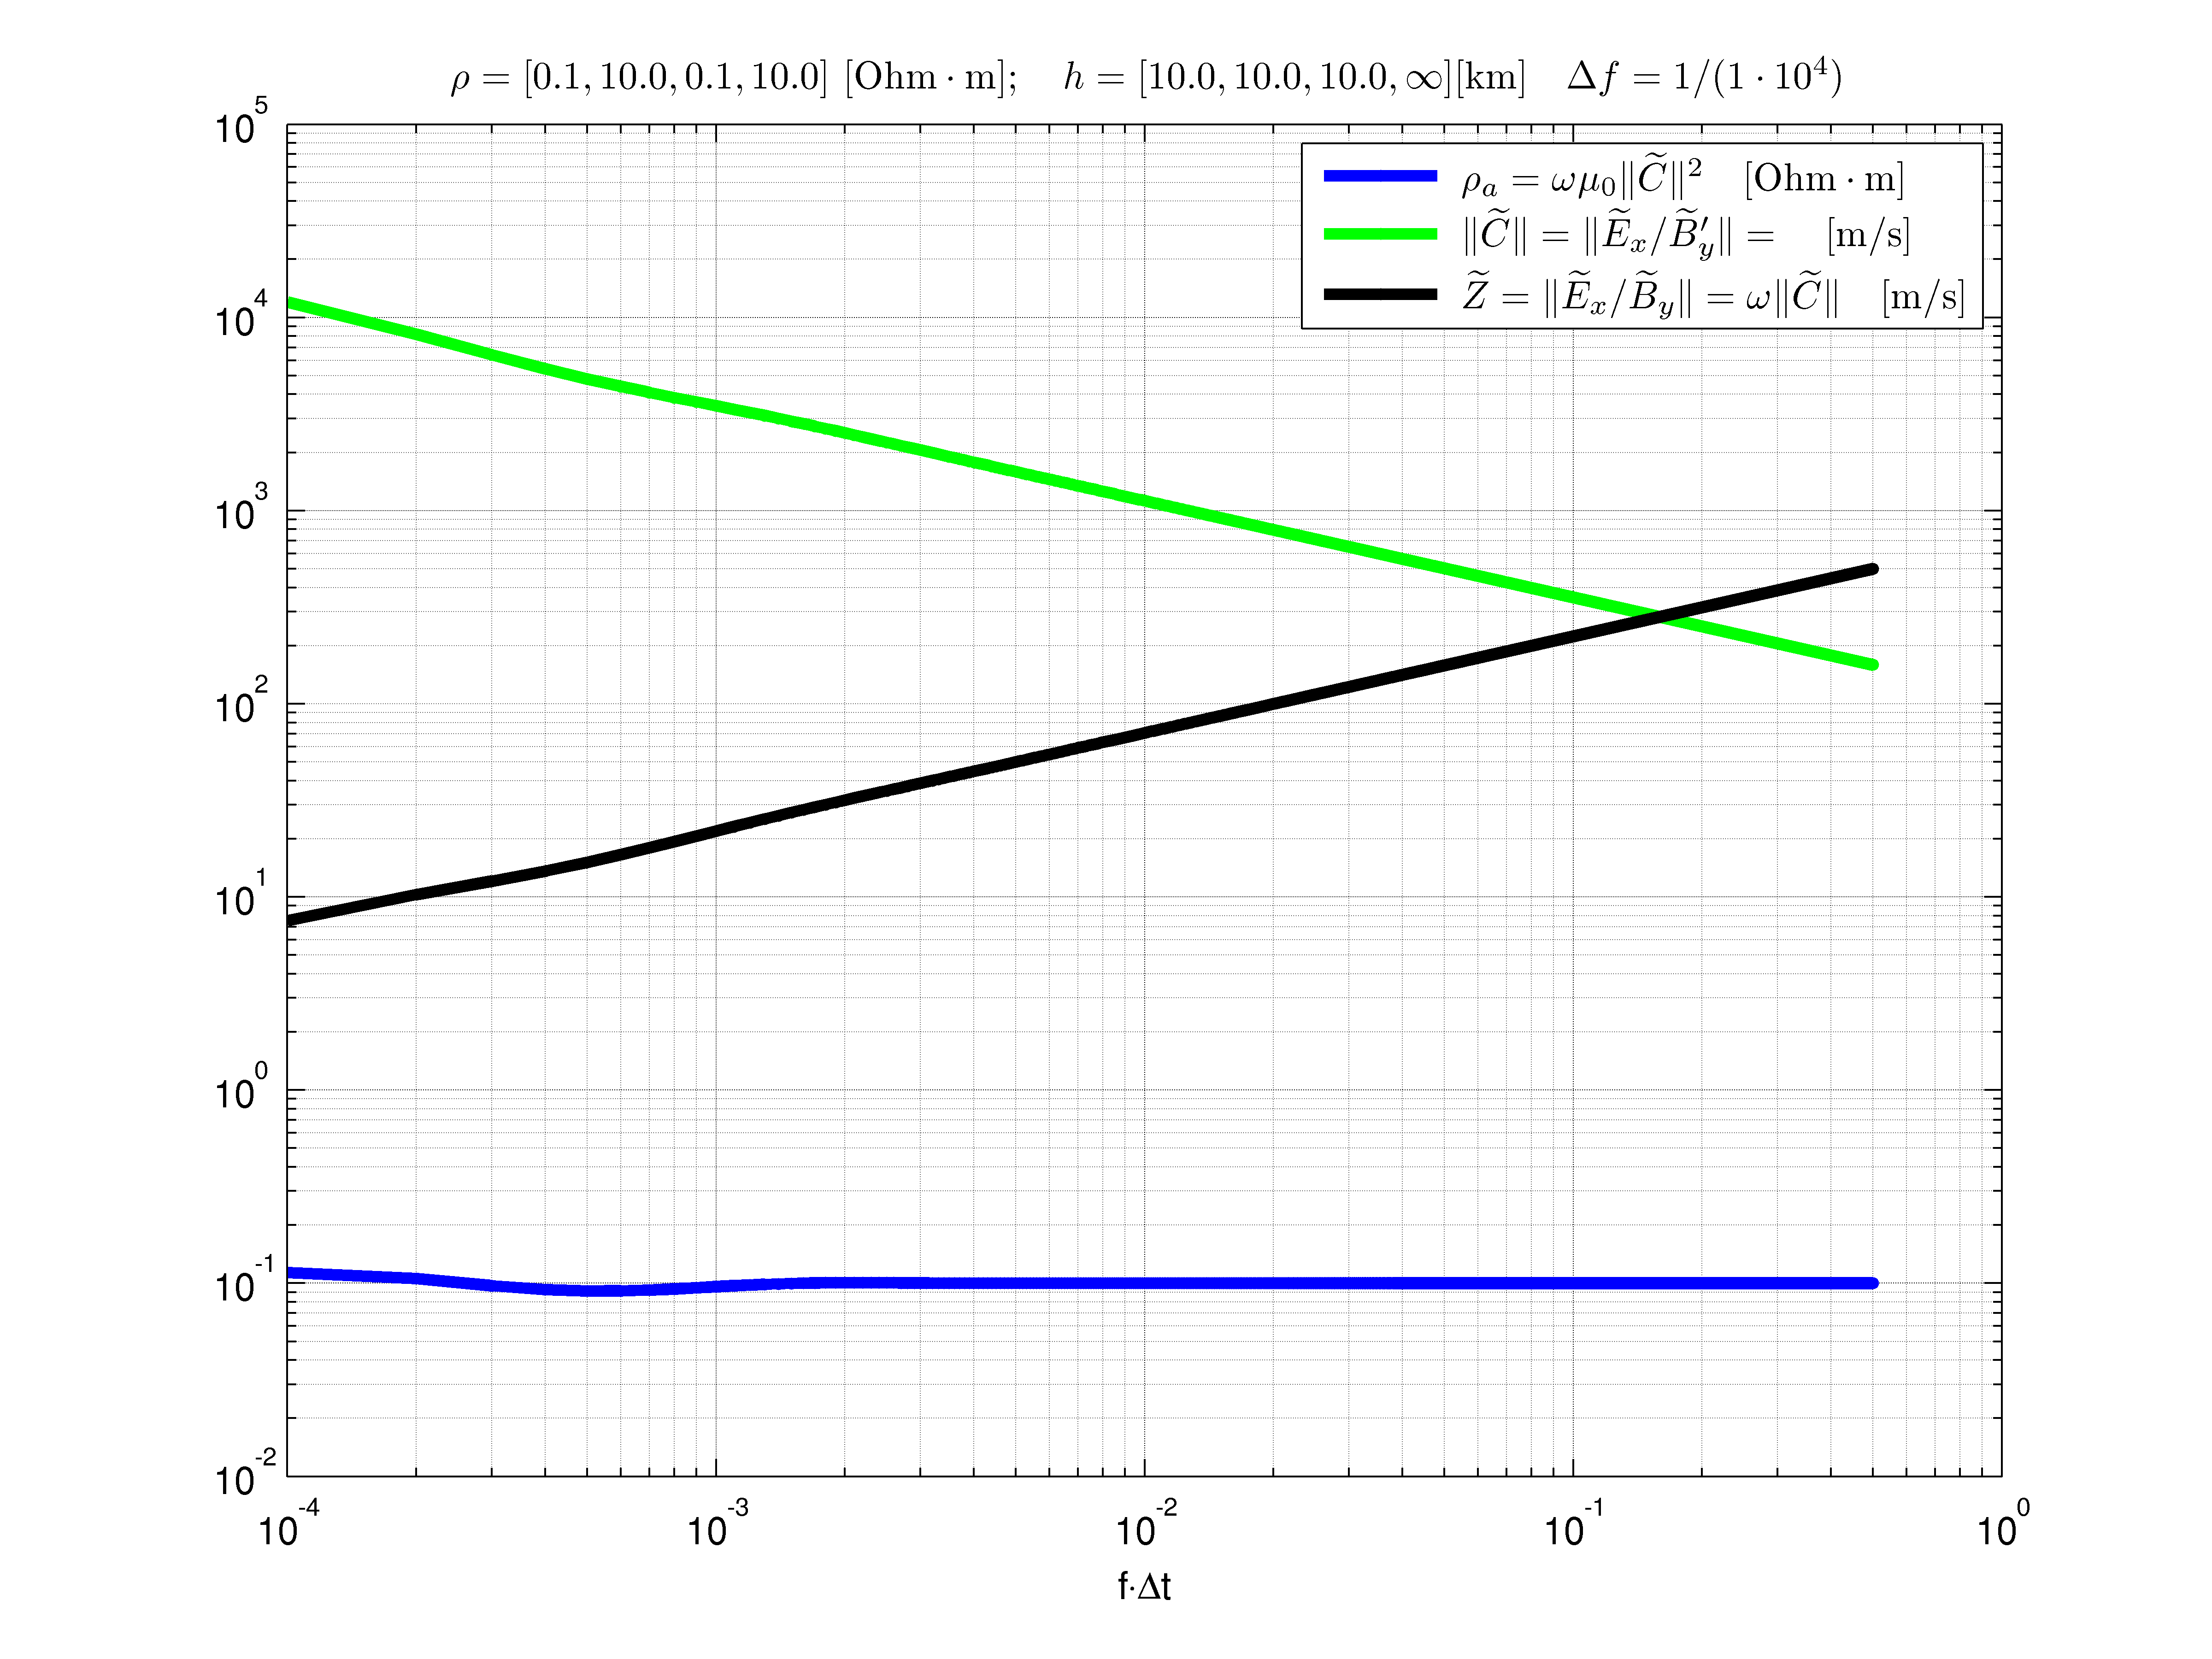 ρ = [0.1, 10.0, 0.1, 10.0] [Ohm · m];   h = [10.0, 10.0, 10.0, ∞][km]   Δf = 1/(1 · 10⁴)
10⁵
10⁴
10³
10²
10¹
10⁰
10⁻¹
10⁻²
ρₐ = ωμ₀‖C̃‖²   [Ohm · m]
‖C̃‖ = ‖Ẽₓ/B̃′_y‖ =   [m/s]
Z̃ = ‖Ẽₓ/B̃_y‖ = ω‖C̃‖   [m/s]
10⁻⁴ 10⁻³ 10⁻² 10⁻¹ 10⁰
f·Δt